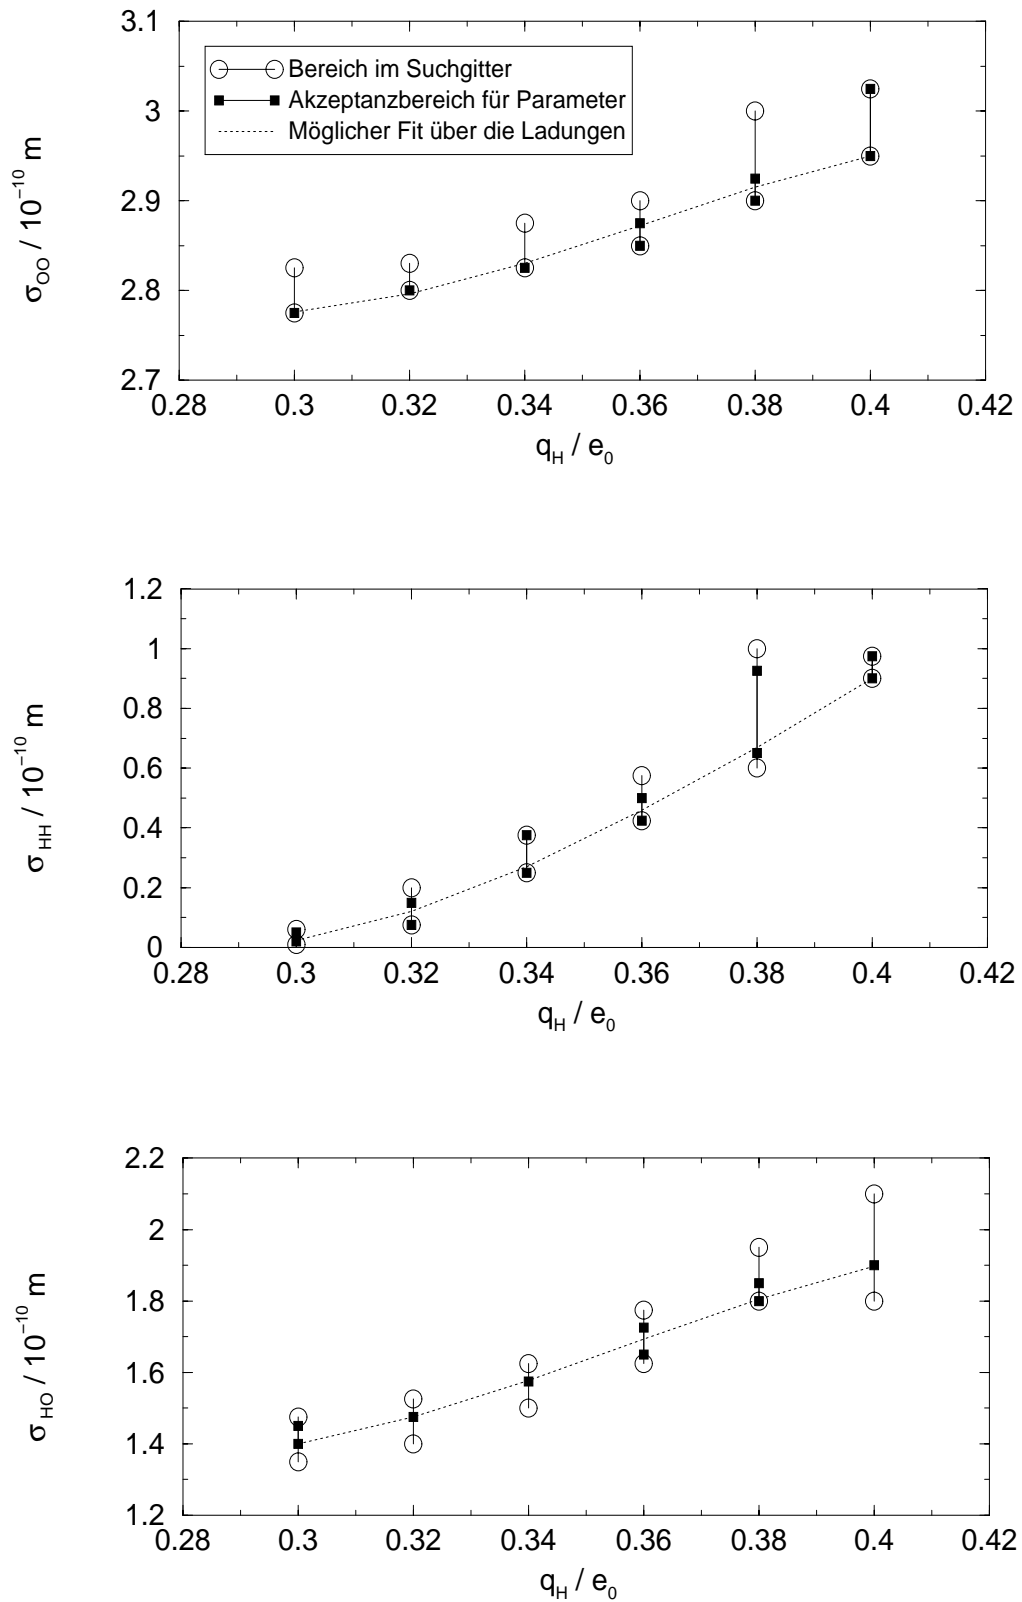 3.1
Bereich im Suchgitter
Akzeptanzbereich für Parameter
Möglicher Fit über die Ladungen
3
2.9
2.8
2.7
σOO / 10⁻¹⁰ m
0.28 0.3 0.32 0.34 0.36 0.38 0.4 0.42
qH / e0
1.2
1
0.8
0.6
0.4
0.2
0
σHH / 10⁻¹⁰ m
0.28 0.3 0.32 0.34 0.36 0.38 0.4 0.42
qH / e0
2.2
2
1.8
1.6
1.4
1.2
σHO / 10⁻¹⁰ m
0.28 0.3 0.32 0.34 0.36 0.38 0.4 0.42
qH / e0